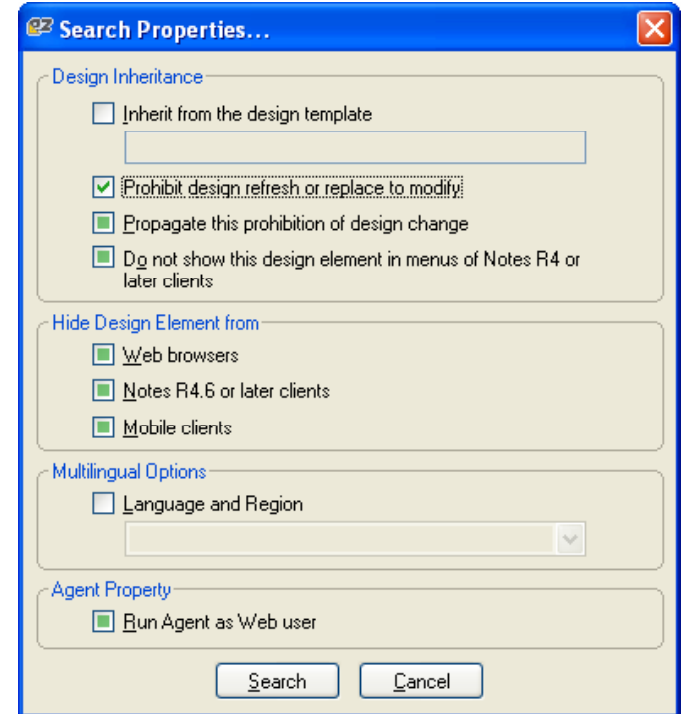 ez Search Properties...
Design Inheritance
Inherit from the design template
Prohibit design refresh or replace to modify
Propagate this prohibition of design change
Do not show this design element in menus of Notes R4 or
later clients
Hide Design Element from
Web browsers
Notes R4.6 or later clients
Mobile clients
Multilingual Options
Language and Region
Agent Property
Run Agent as Web user
Search Cancel